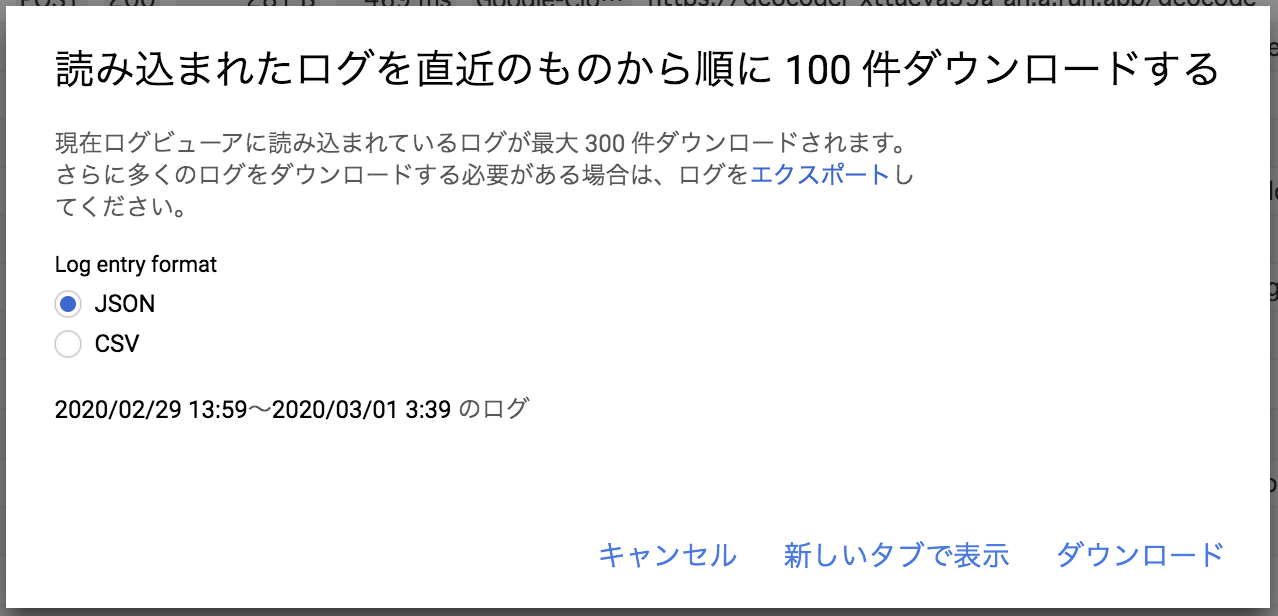 読み込まれたログを直近のものから順に 100 件ダウンロードする
現在ログビューアに読み込まれているログが最大 300 件ダウンロードされます。
さらに多くのログをダウンロードする必要がある場合は、ログをエクスポートし
てください。
Log entry format
JSON
CSV
2020/02/29 13:59～2020/03/01 3:39 のログ
キャンセル 新しいタブで表示 ダウンロード